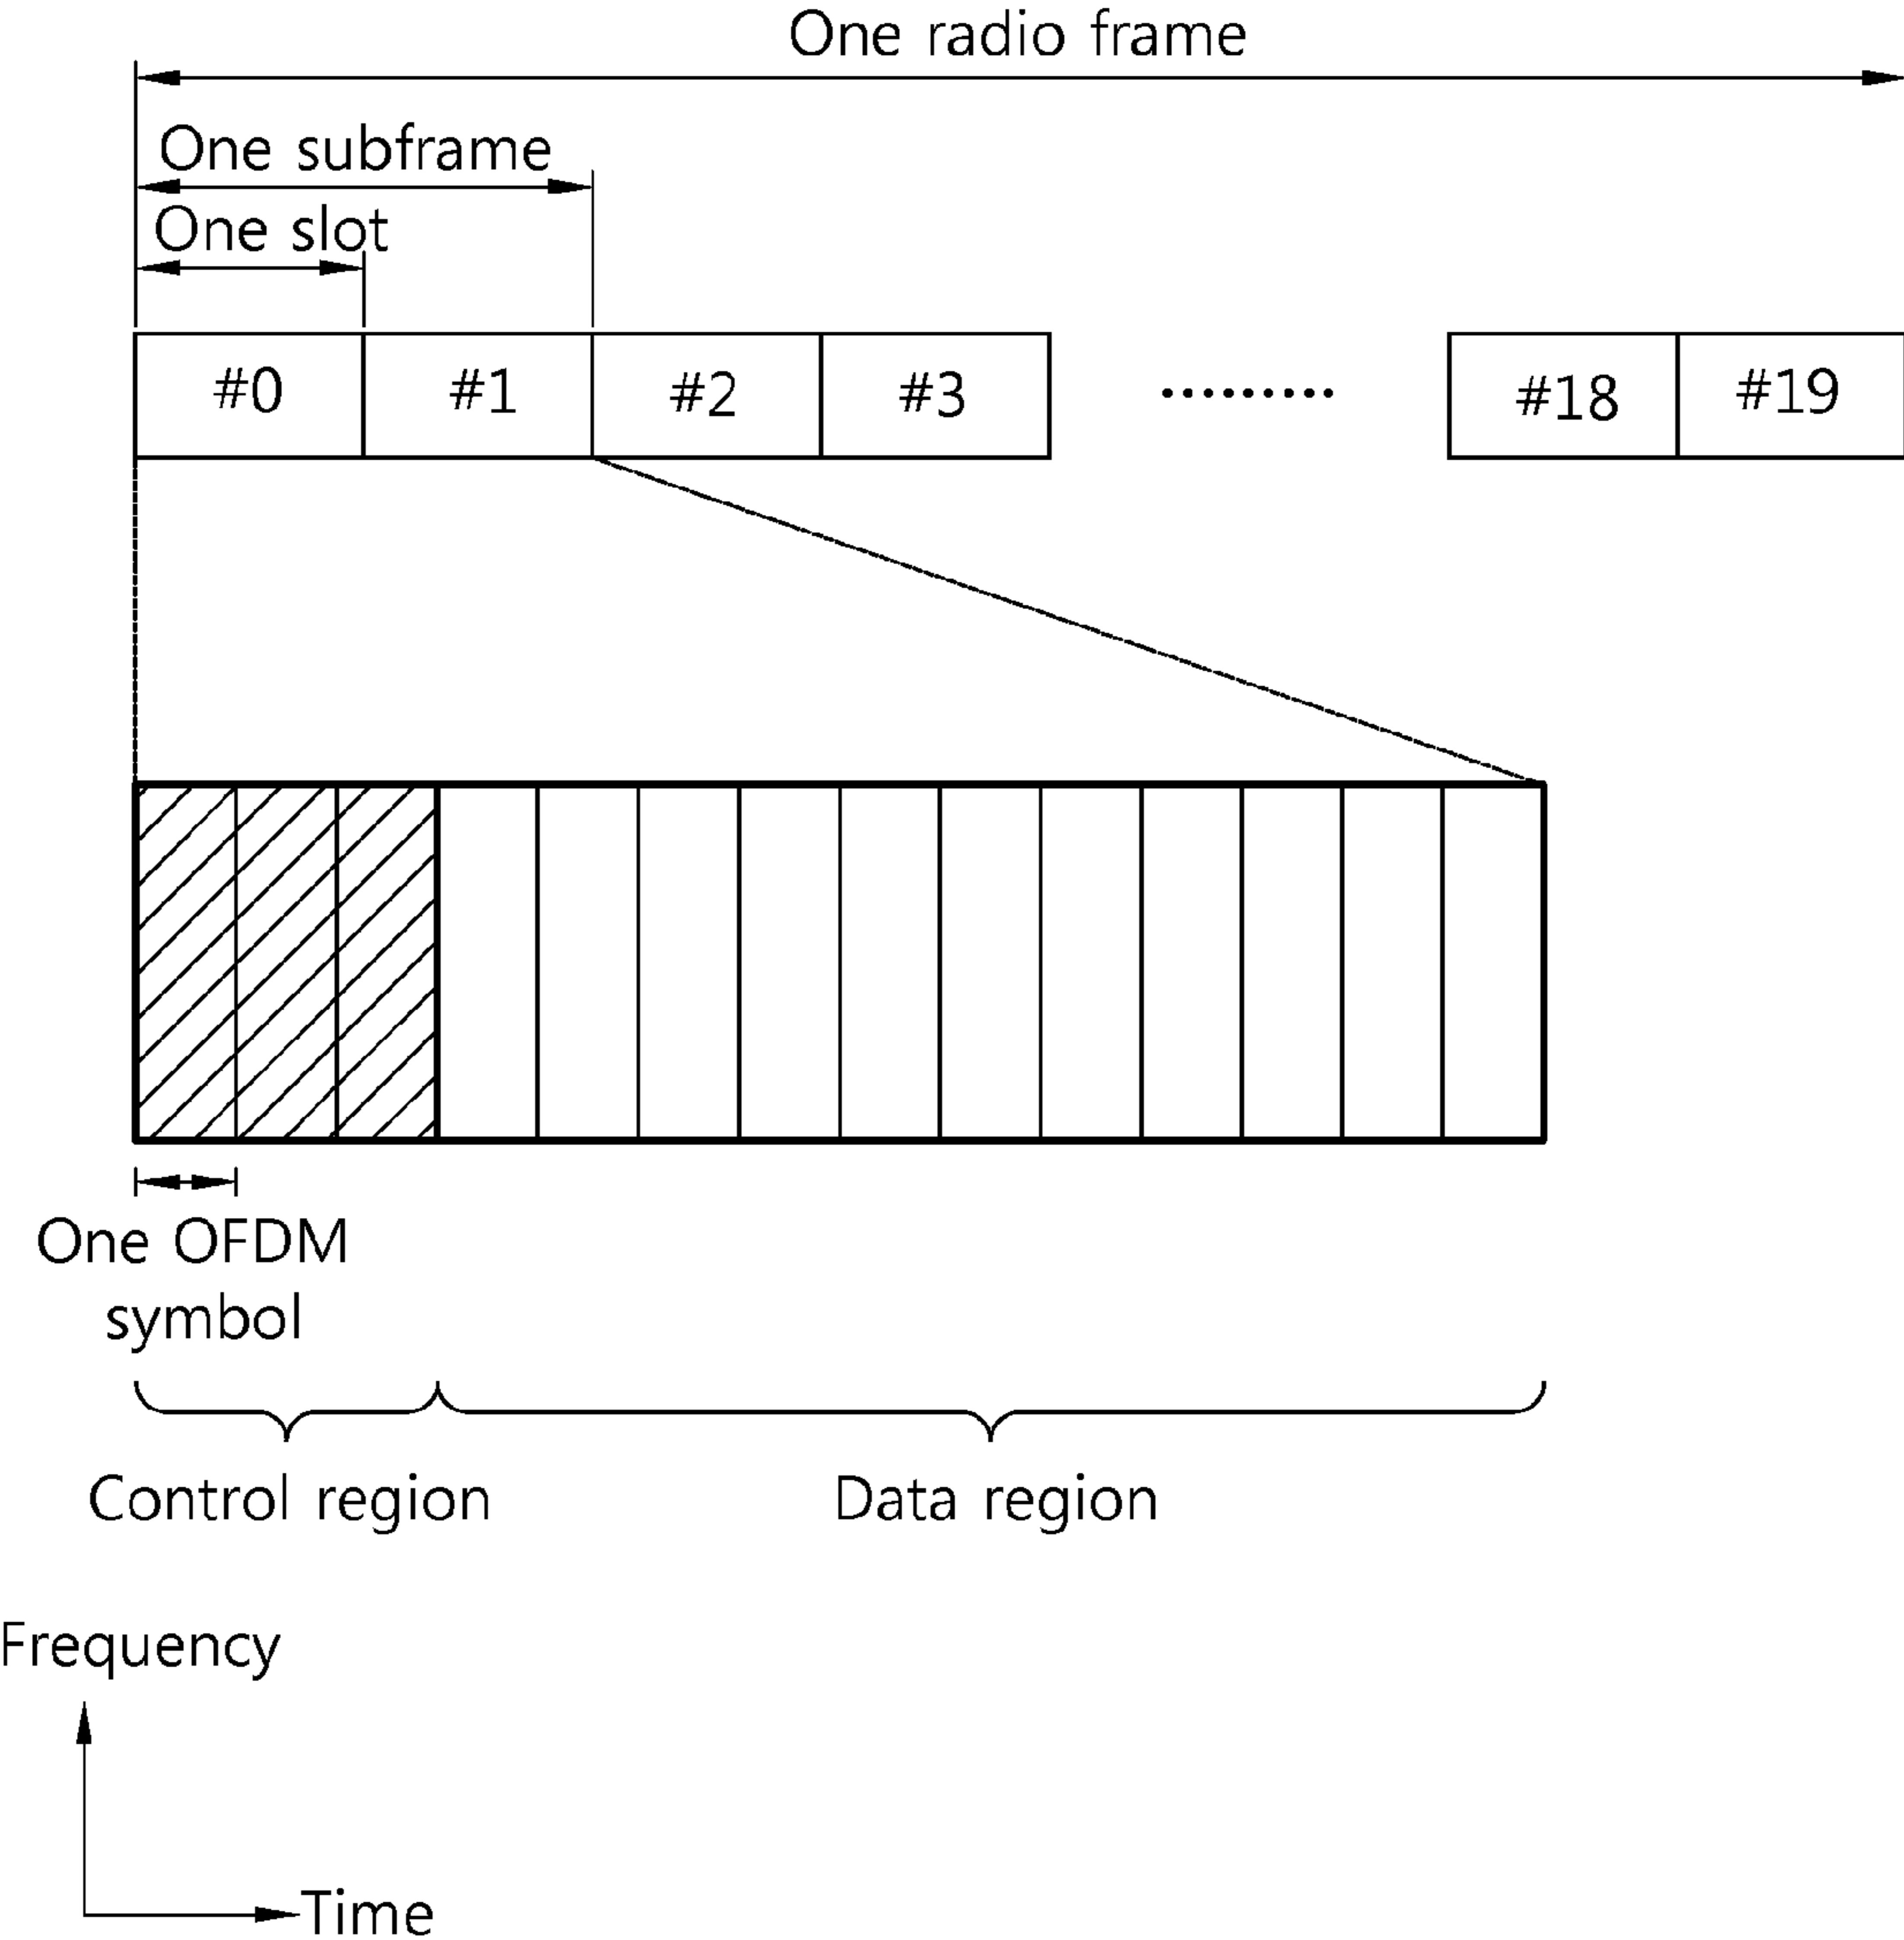 One radio frame
One subframe
One slot
#0 #1 #2 #3 ········· #18 #19
One OFDM
symbol
Control region Data region
Frequency
Time